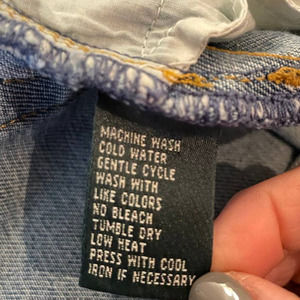 MACHINE WASH
COLD WATER
GENTLE CYCLE
WASH WITH
LIKE COLORS
NO BLEACH
TUMBLE DRY
LOW HEAT
PRESS WITH COOL
IRON IF NECESSARY